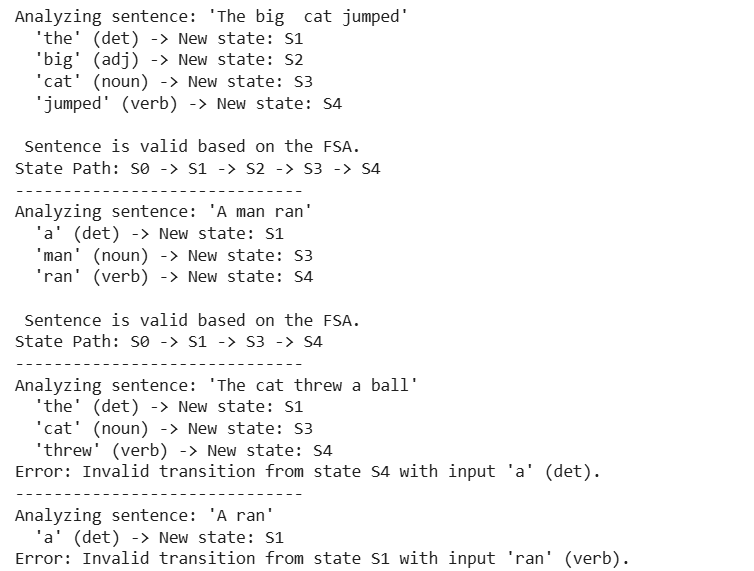 Analyzing sentence: 'The big  cat jumped'
  'the' (det) -> New state: S1
  'big' (adj) -> New state: S2
  'cat' (noun) -> New state: S3
  'jumped' (verb) -> New state: S4

 Sentence is valid based on the FSA.
State Path: S0 -> S1 -> S2 -> S3 -> S4
------------------------------
Analyzing sentence: 'A man ran'
  'a' (det) -> New state: S1
  'man' (noun) -> New state: S3
  'ran' (verb) -> New state: S4

 Sentence is valid based on the FSA.
State Path: S0 -> S1 -> S3 -> S4
------------------------------
Analyzing sentence: 'The cat threw a ball'
  'the' (det) -> New state: S1
  'cat' (noun) -> New state: S3
  'threw' (verb) -> New state: S4
Error: Invalid transition from state S4 with input 'a' (det).
------------------------------
Analyzing sentence: 'A ran'
  'a' (det) -> New state: S1
Error: Invalid transition from state S1 with input 'ran' (verb).